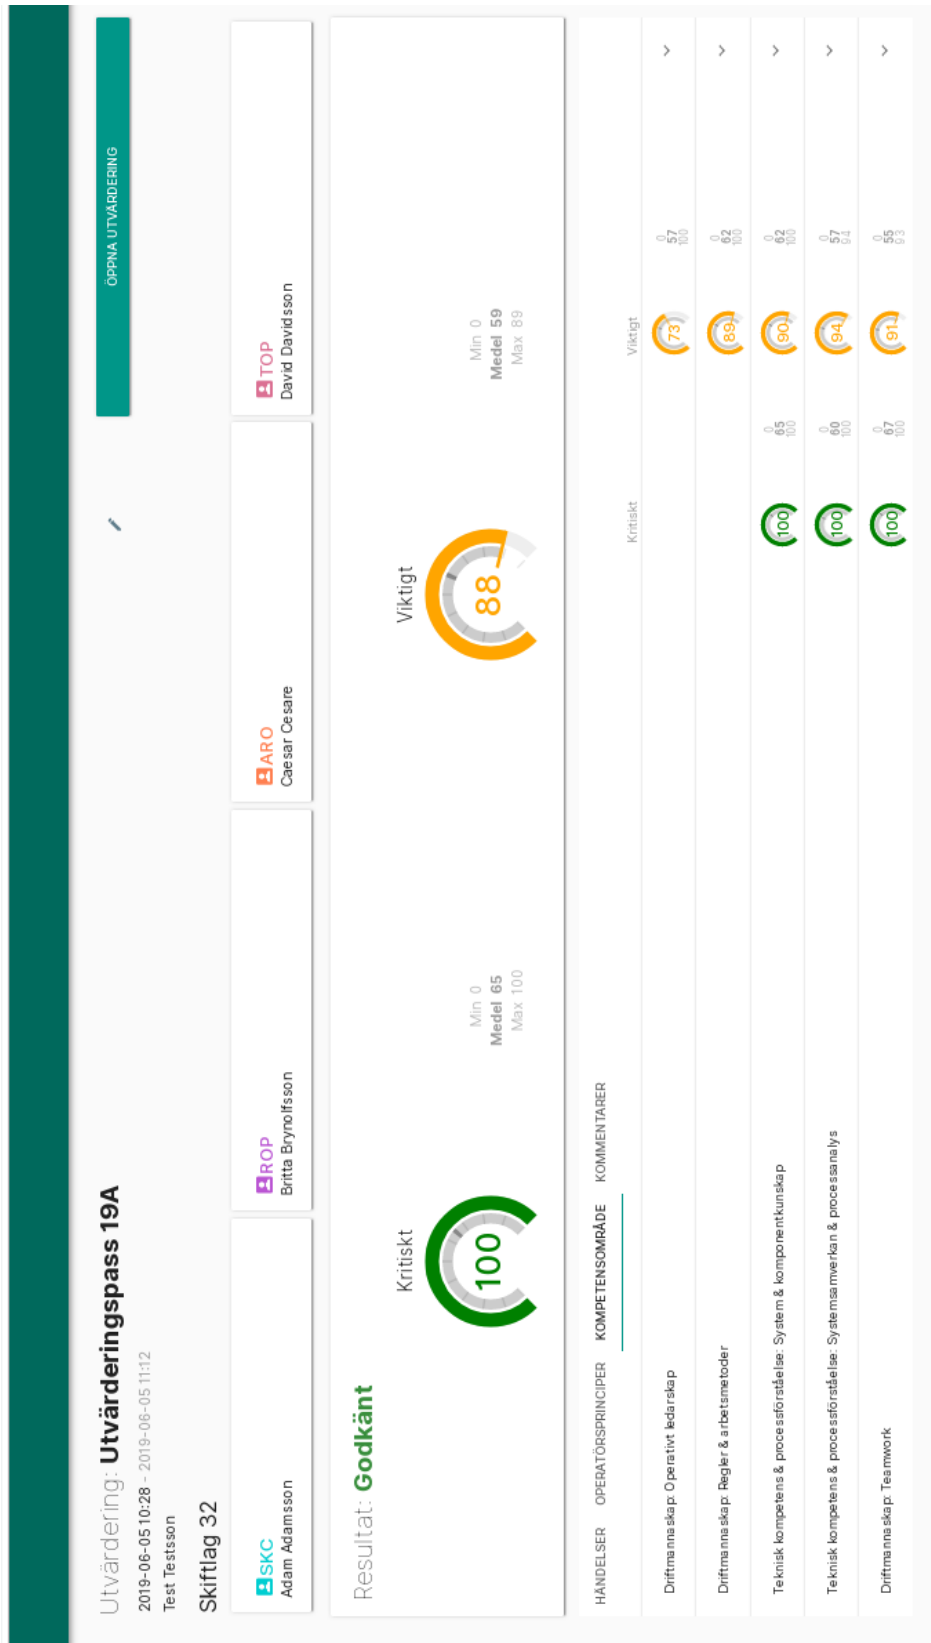 Utvärdering: Utvärderingspass 19A
ÖPPNA UTVÄRDERING
2019-06-05 10:28 - 2019-06-05 11:12
Test Testsson
Skiftlag 32
SKC
Adam Adamsson
ROP
Britta Brynolfsson
ARO
Caesar Cesare
TOP
David Davidsson
Resultat: Godkänt
Kritiskt
100
Min 0
Medel 65
Max 100
Viktigt
88
Min 0
Medel 59
Max 89
HÄNDELSER OPERATÖRSPRINCIPER KOMPETENSOMRÅDE KOMMENTARER
Kritiskt Viktigt
Driftmannaskap: Operativt ledarskap
73
0
57
100
Driftmannaskap: Regler & arbetsmetoder
89
0
62
100
Teknisk kompetens & processförståelse: System & komponentkunskap
100
0
65
100
90
0
62
100
Teknisk kompetens & processförståelse: Systemsamverkan & processanalys
100
0
60
100
94
0
57
94
Driftmannaskap: Teamwork
100
0
67
100
91
0
55
93